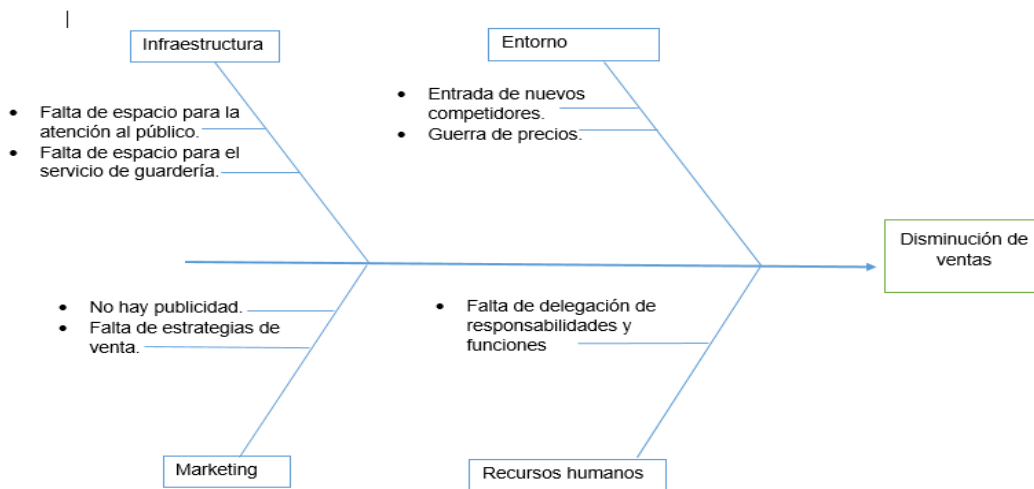 Infraestructura
Entorno
• Falta de espacio para la
atención al público.
• Falta de espacio para el
servicio de guardería.
• Entrada de nuevos
competidores.
• Guerra de precios.
Disminución de
ventas
• No hay publicidad.
• Falta de estrategias de
venta.
• Falta de delegación de
responsabilidades y
funciones
Marketing
Recursos humanos